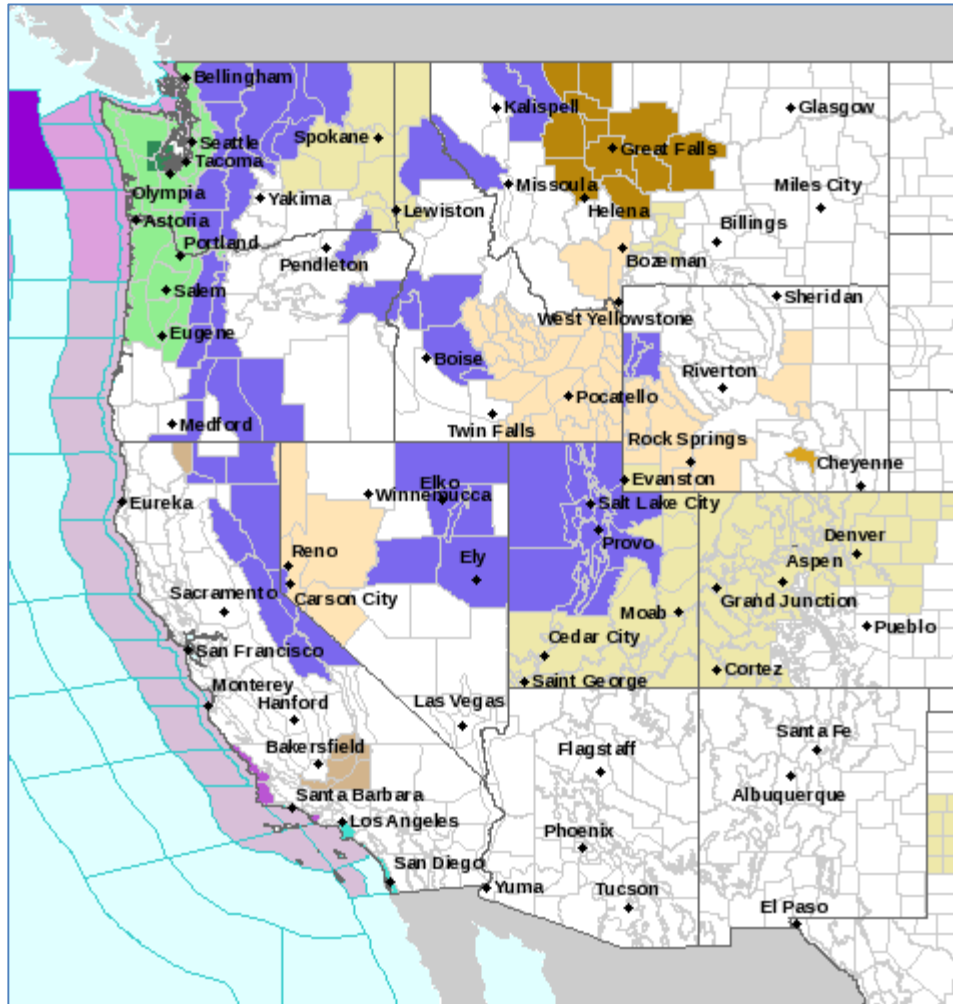 Bellingham
Kalispell
Glasgow
Seattle
Spokane
Great Falls
Tacoma
Olympia
Missoula
Miles City
Yakima
Helena
Astoria
Lewiston
Portland
Billings
Pendleton
Bozeman
Salem
Sheridan
West Yellowstone
Eugene
Boise
Riverton
Pocatello
Medford
Twin Falls
Rock Springs
Cheyenne
Elko
Evanston
Eureka
Winnemucca
Salt Lake City
Denver
Provo
Reno
Ely
Aspen
Sacramento
Carson City
Grand Junction
Moab
Pueblo
Cedar City
San Francisco
Cortez
Saint George
Monterey
Hanford
Las Vegas
Bakersfield
Flagstaff
Santa Fe
Santa Barbara
Albuquerque
Los Angeles
Phoenix
San Diego
Yuma
Tucson
El Paso